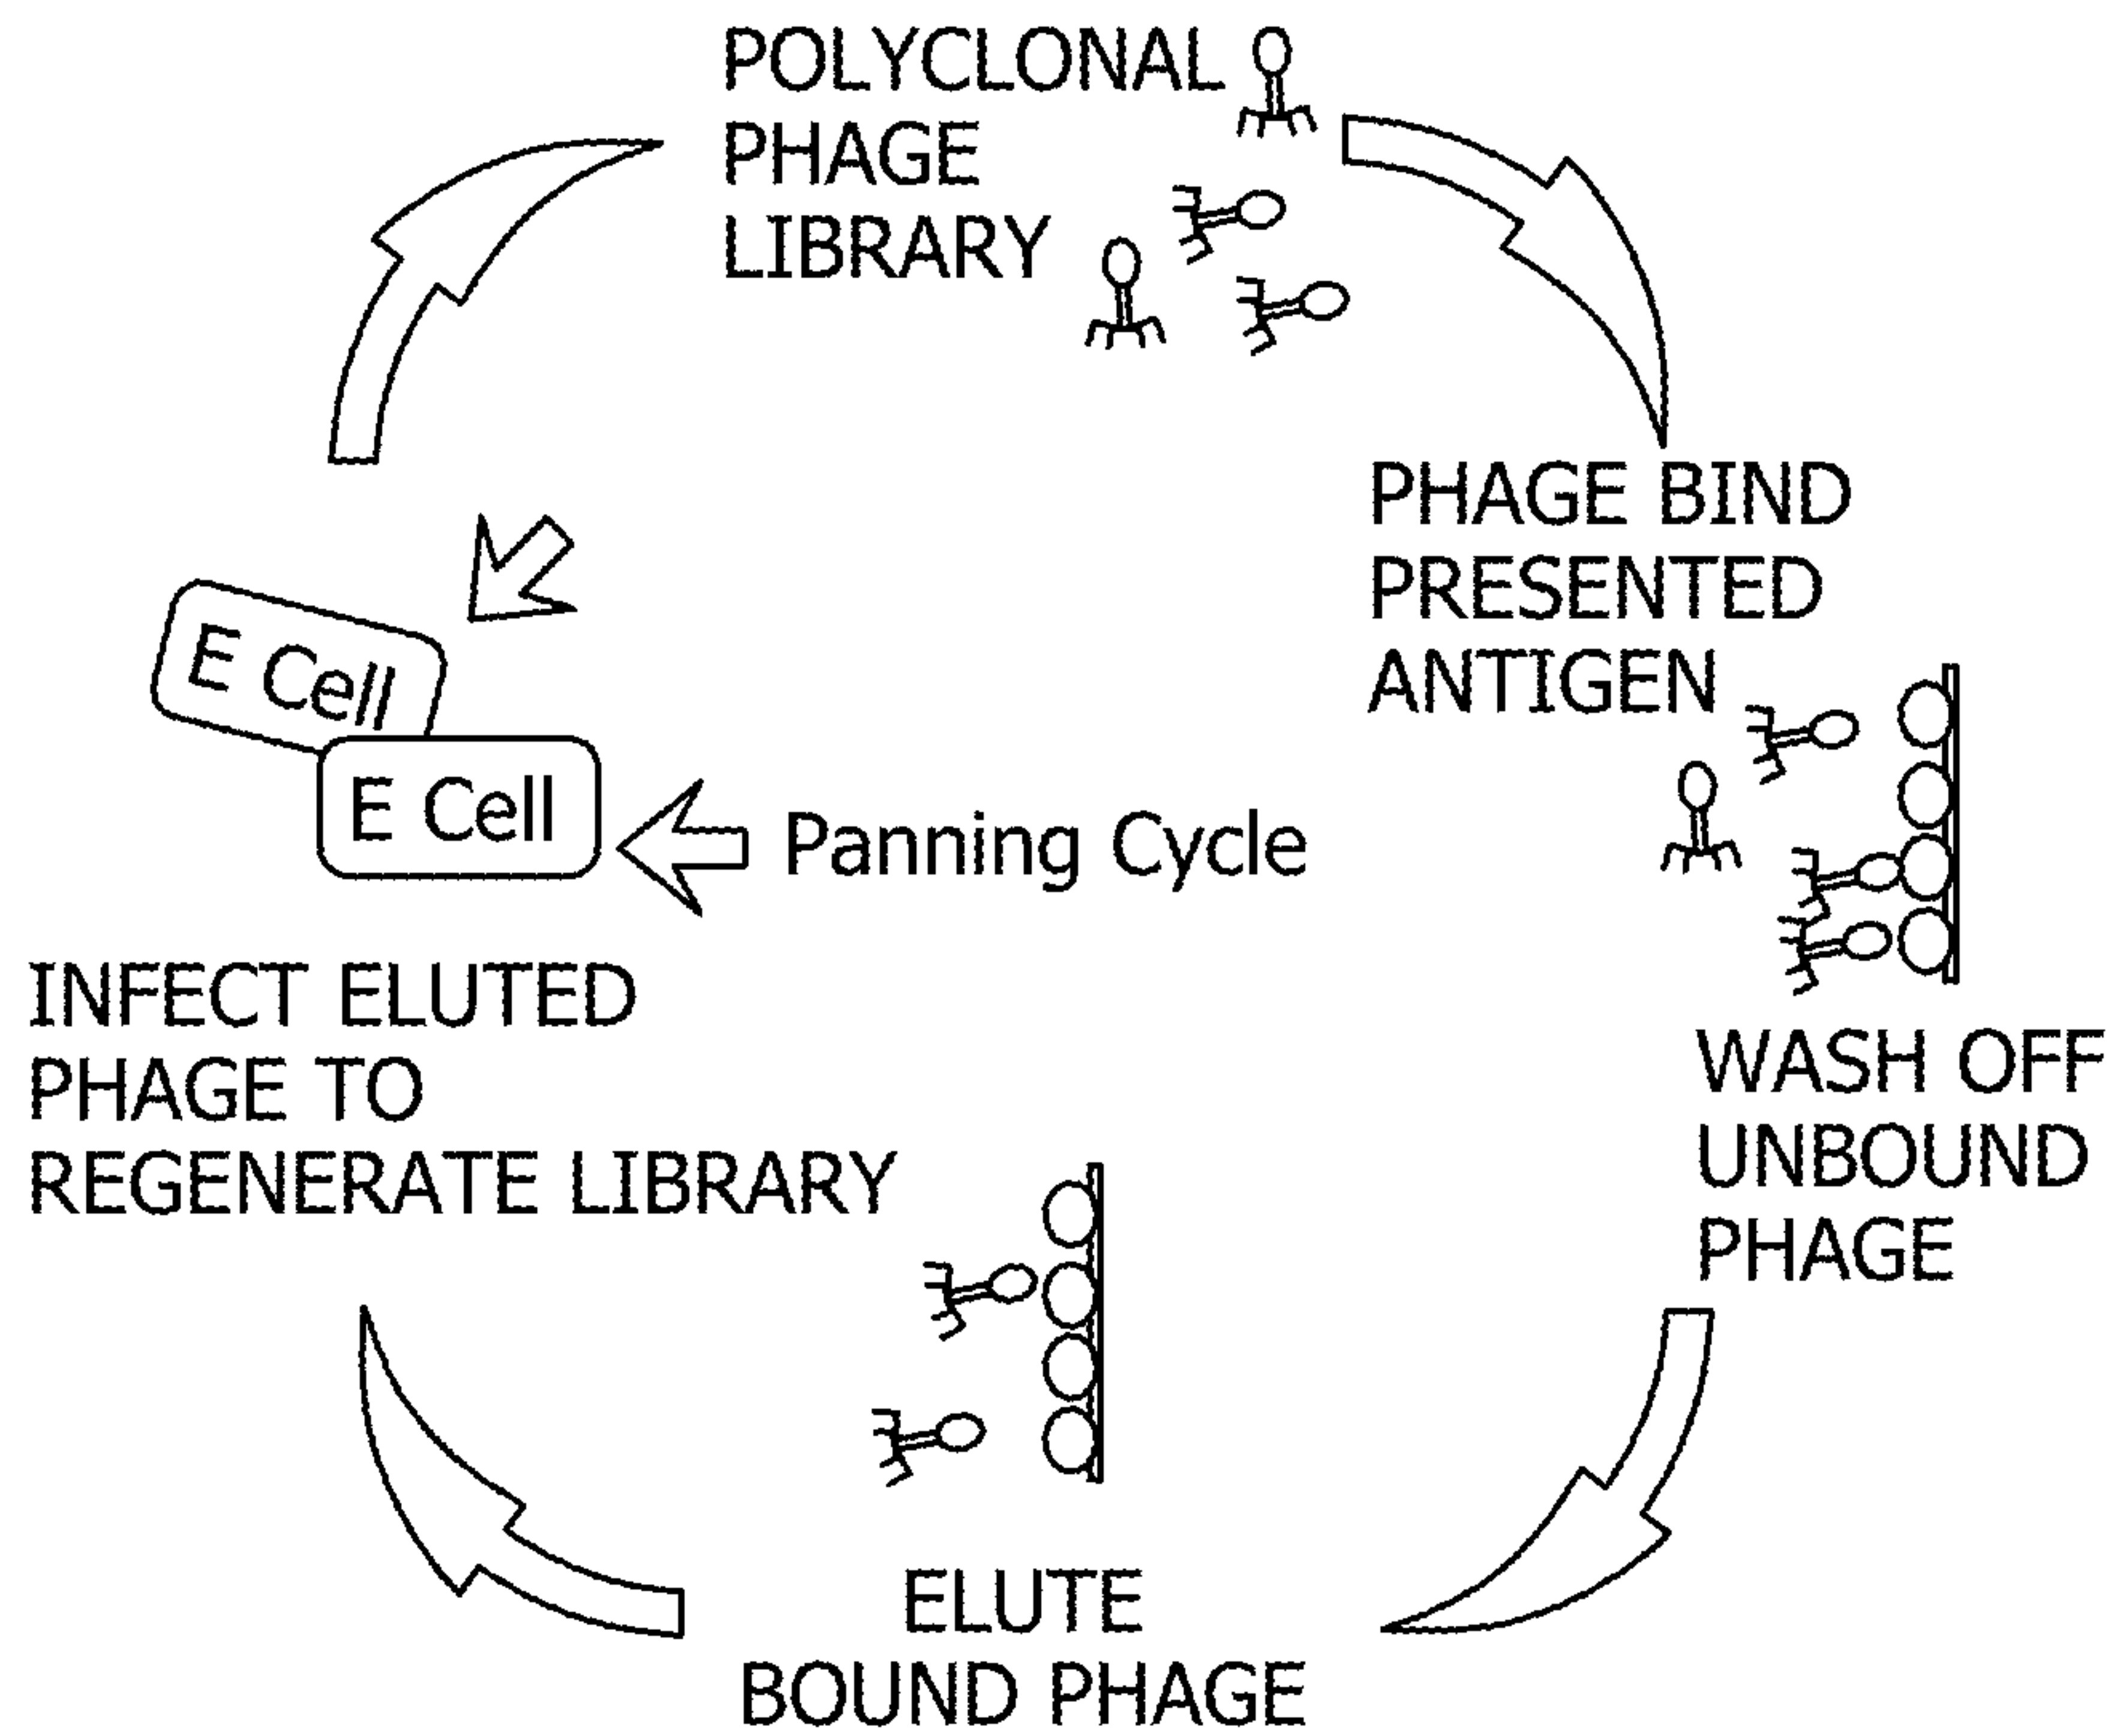 POLYCLONAL
PHAGE
LIBRARY
PHAGE BIND
PRESENTED
ANTIGEN
WASH OFF
UNBOUND
PHAGE
ELUTE
BOUND PHAGE
INFECT ELUTED
PHAGE TO
REGENERATE LIBRARY
E Cell
E Cell
Panning Cycle